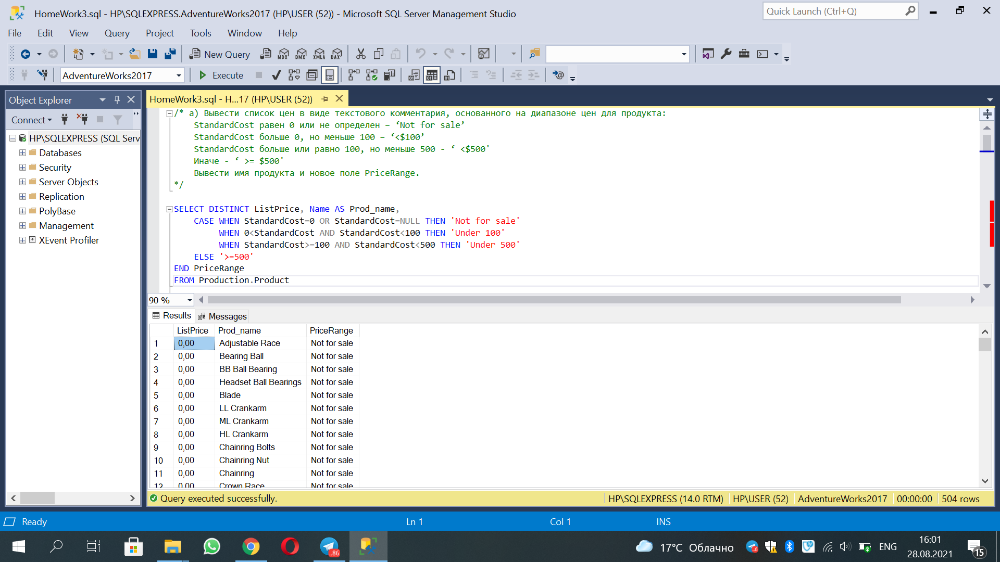 HomeWork3.sql - HP\SQLEXPRESS.AdventureWorks2017 (HP\USER (52)) - Microsoft SQL Server Management Studio
Quick Launch (Ctrl+Q)
File Edit View Query Project Tools Window Help
New Query MDX DMX XMLA DAX
AdventureWorks2017 Execute
Object Explorer
Connect
HP\SQLEXPRESS (SQL Serv
Databases
Security
Server Objects
Replication
PolyBase
Management
XEvent Profiler
HomeWork3.sql - H...17 (HP\USER (52))
/* a) Вывести список цен в виде текстового комментария, основанного на диапазоне цен для продукта:
StandardCost равен 0 или не определен – ‘Not for sale’
StandardCost больше 0, но меньше 100 – ‘<$100’
StandardCost больше или равно 100, но меньше 500 - ‘ <$500'
Иначе - ‘ >= $500'
Вывести имя продукта и новое поле PriceRange.
*/
SELECT DISTINCT ListPrice, Name AS Prod_name,
CASE WHEN StandardCost=0 OR StandardCost=NULL THEN 'Not for sale'
WHEN 0<StandardCost AND StandardCost<100 THEN 'Under 100'
WHEN StandardCost>=100 AND StandardCost<500 THEN 'Under 500'
ELSE '>=500'
END PriceRange
FROM Production.Product
90 %
Results Messages
ListPrice Prod_name PriceRange
1 0,00 Adjustable Race Not for sale
2 0,00 Bearing Ball Not for sale
3 0,00 BB Ball Bearing Not for sale
4 0,00 Headset Ball Bearings Not for sale
5 0,00 Blade Not for sale
6 0,00 LL Crankarm Not for sale
7 0,00 ML Crankarm Not for sale
8 0,00 HL Crankarm Not for sale
9 0,00 Chainring Bolts Not for sale
10 0,00 Chainring Nut Not for sale
11 0,00 Chainring Not for sale
12 0,00 Crown Race Not for sale
Query executed successfully. HP\SQLEXPRESS (14.0 RTM) HP\USER (52) AdventureWorks2017 00:00:00 504 rows
Ready Ln 1 Col 1 INS
..86
17°C Облачно 6 ENG 16:01
28.08.2021
15